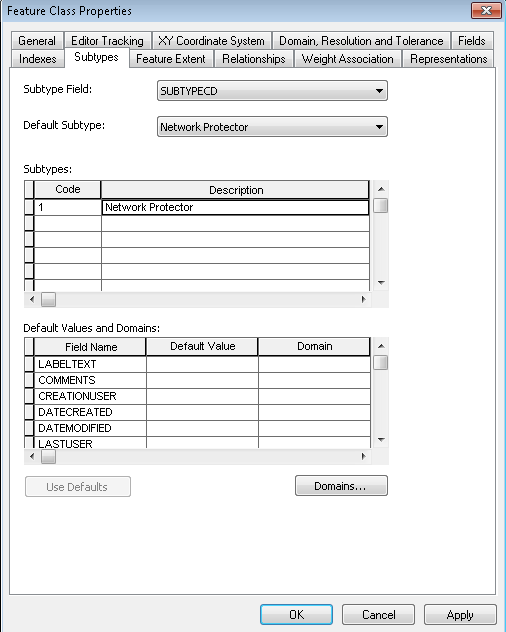 Feature Class Properties
General Editor Tracking XY Coordinate System Domain, Resolution and Tolerance Fields
Indexes Subtypes Feature Extent Relationships Weight Association Representations
Subtype Field: SUBTYPECD
Default Subtype: Network Protector
Subtypes:
Code Description
1 Network Protector
Default Values and Domains:
Field Name Default Value Domain
LABELTEXT
COMMENTS
CREATIONUSER
DATECREATED
DATEMODIFIED
LASTUSER
Use Defaults Domains...
OK Cancel Apply